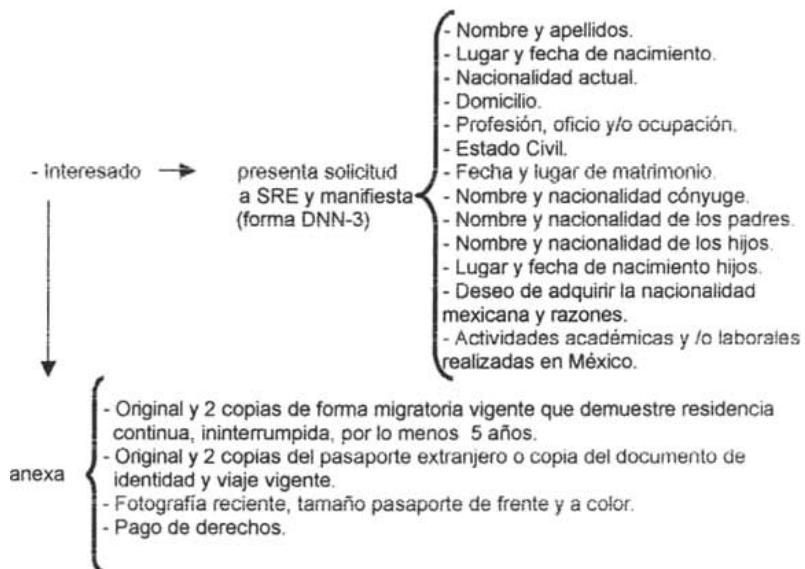 - Nombre y apellidos.
- Lugar y fecha de nacimiento.
- Nacionalidad actual.
- Domicilio.
- Profesión, oficio y/o ocupación.
- Estado Civil.
- Interesado
presenta solicitud
a SRE y manifiesta
(forma DNN-3)
- Fecha y lugar de matrimonio.
- Nombre y nacionalidad cónyuge.
- Nombre y nacionalidad de los padres.
- Nombre y nacionalidad de los hijos.
- Lugar y fecha de nacimiento hijos.
- Deseo de adquirir la nacionalidad
mexicana y razones.
- Actividades académicas y /o laborales
realizadas en México.
anexa
- Original y 2 copias de forma migratoria vigente que demuestre residencia
continua, ininterrumpida, por lo menos 5 años.
- Original y 2 copias del pasaporte extranjero o copia del documento de
identidad y viaje vigente.
- Fotografía reciente, tamaño pasaporte de frente y a color.
- Pago de derechos.